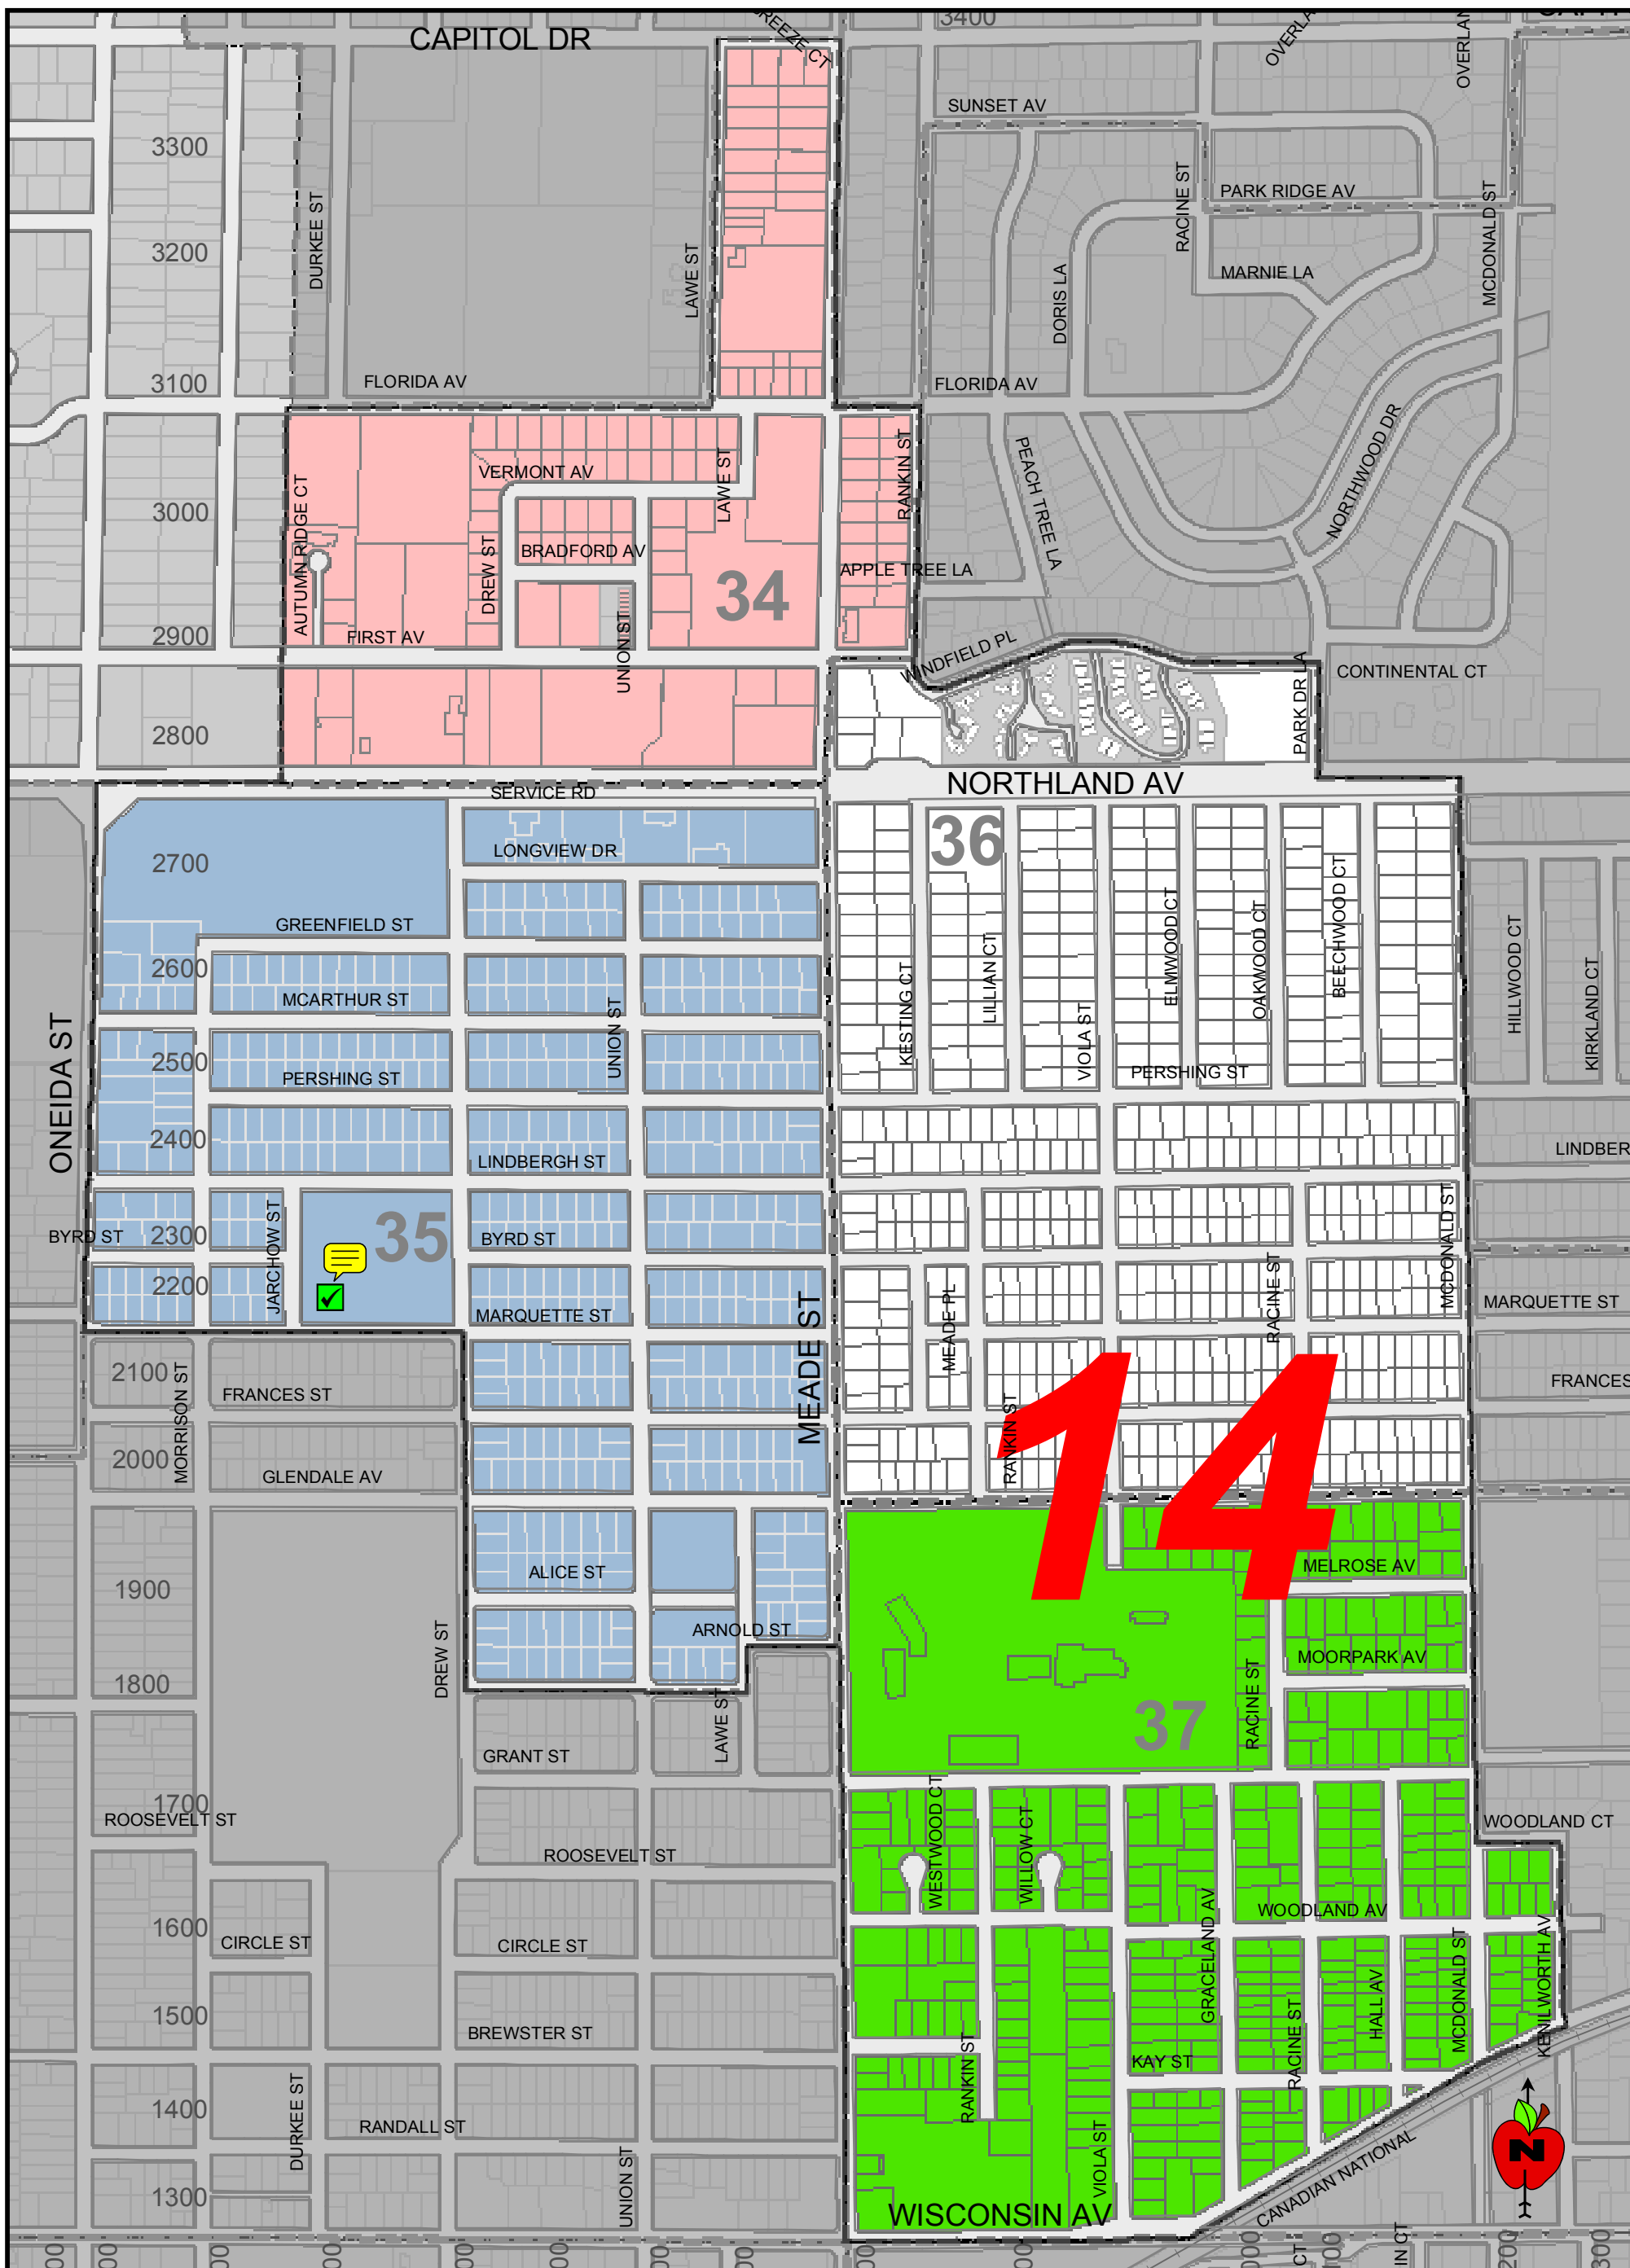 CAPITOL DR
3400
SUNSET AV
3300
PARK RIDGE AV
RACINE ST
MCDONALD ST
DURKEE ST
3200
LAWE ST
DORIS LA
MARNIE LA
3100
FLORIDA AV
FLORIDA AV
VERMONT AV
LAWE ST
RANKIN ST
PEACH TREE LA
NORTHWOOD DR
3000
AUTUMN RIDGE CT
DREW ST
BRADFORD AV
34
APPLE TREE LA
2900
FIRST AV
UNION ST
WINDFIELD PL
PARK DR LA
CONTINENTAL CT
2800
NORTHLAND AV
SERVICE RD
36
2700
LONGVIEW DR
GREENFIELD ST
2600
MCARTHUR ST
UNION ST
KESTING CT
LILLIAN CT
VIOLA ST
ELMWOOD CT
OAKWOOD CT
BEECHWOOD CT
HILLWOOD CT
KIRKLAND CT
ONEIDA ST
2500
PERSHING ST
PERSHING ST
2400
LINDBERGH ST
LINDBER
BYRD ST
2300
JARCHOW ST
35
BYRD ST
MCDONALD ST
2200
MARQUETTE ST
MEADE ST
MEADE PL
RACINE ST
MARQUETTE ST
2100
MORRISON ST
FRANCES ST
FRANCES
14
2000
GLENDALE AV
RANKIN ST
1900
ALICE ST
MELROSE AV
ARNOLD ST
MOORPARK AV
1800
DREW ST
LAWE ST
37
RACINE ST
GRANT ST
1700
ROOSEVELT ST
ROOSEVELT ST
WESTWOOD CT
WILLOW CT
WOODLAND CT
1600
CIRCLE ST
CIRCLE ST
GRACELAND AV
WOODLAND AV
KENILWORTH AV
1500
BREWSTER ST
RANKIN ST
KAY ST
RACINE ST
HALL AV
MCDONALD ST
1400
DURKEE ST
RANDALL ST
UNION ST
VIOLA ST
N
1300
WISCONSIN AV
CANADIAN NATIONAL